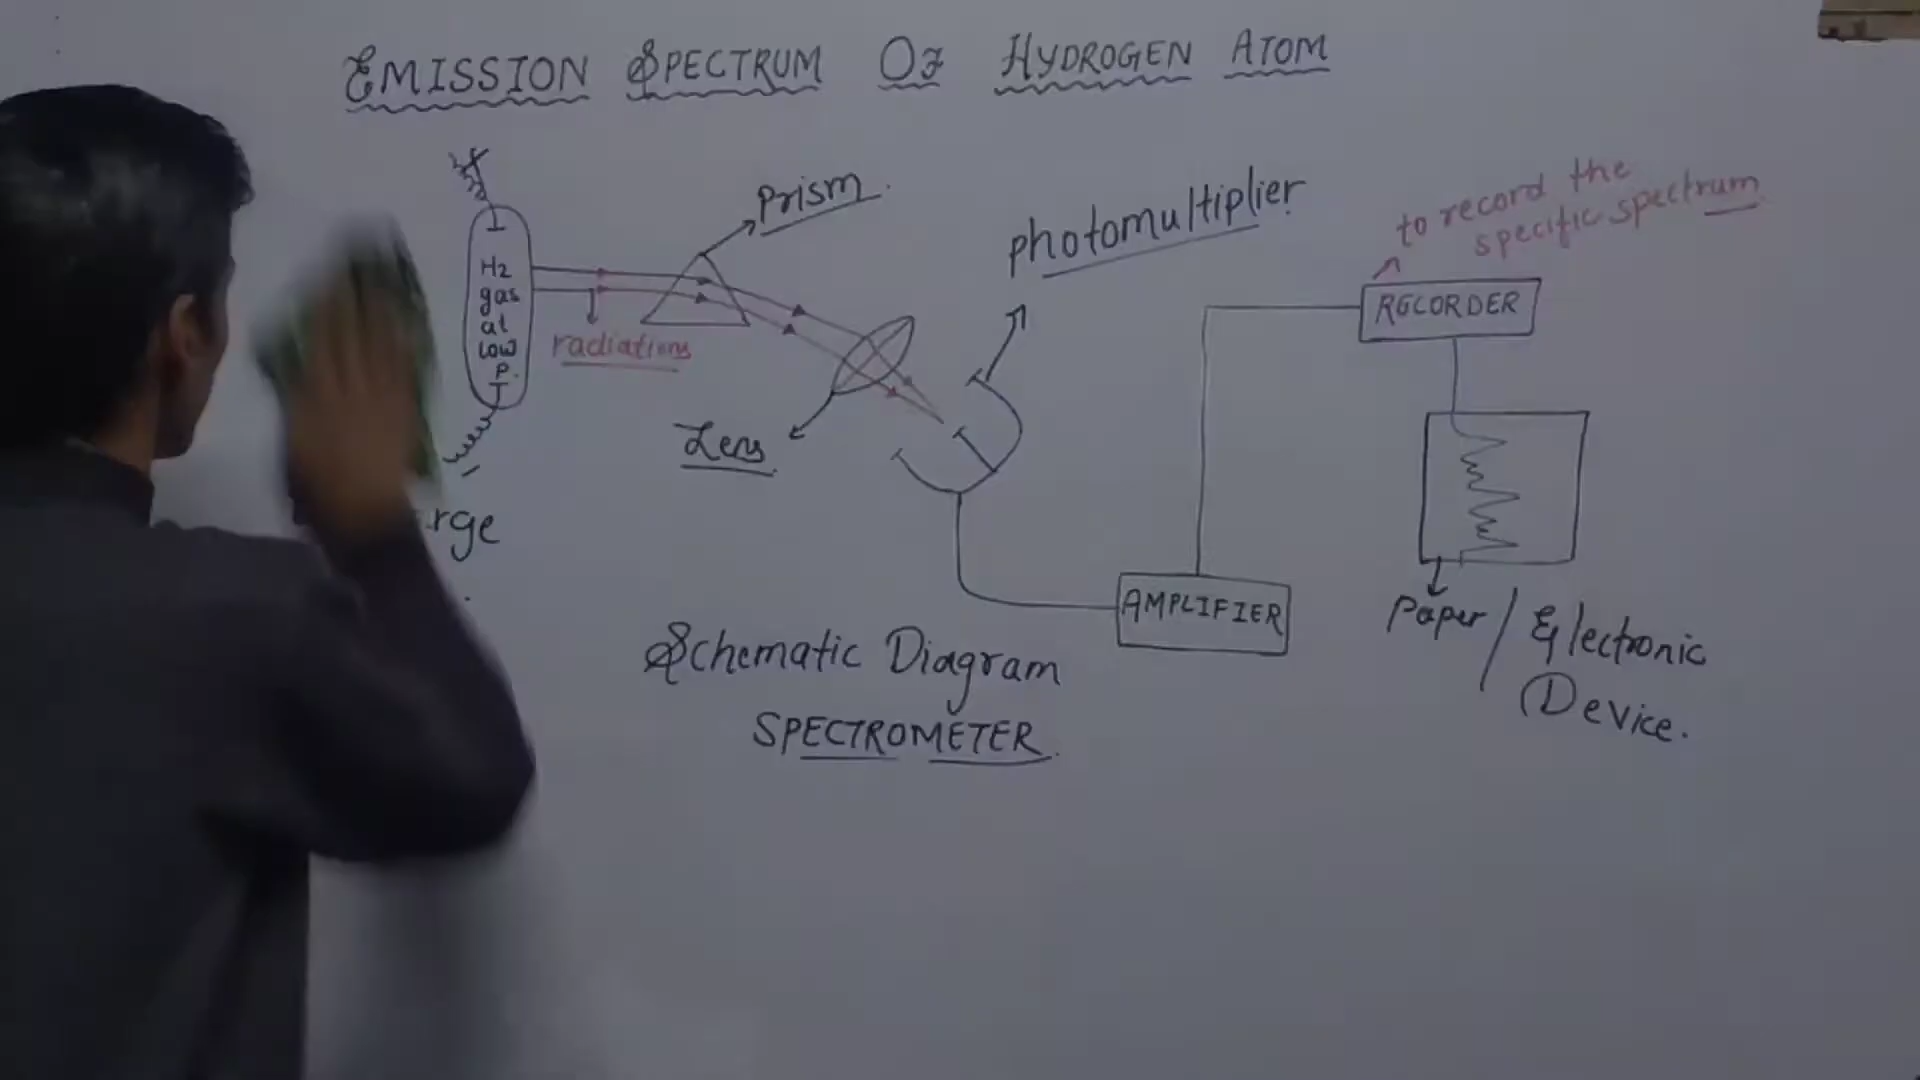 EMISSION SPECTRUM OF HYDROGEN ATOM
H2
gas
at
low
P.
radiations
Prism.
Lens
photomultiplier
to record the
specific spectrum
RECORDER
AMPLIFIER
Paper / Electronic
Device.
Schematic Diagram
SPECTROMETER.